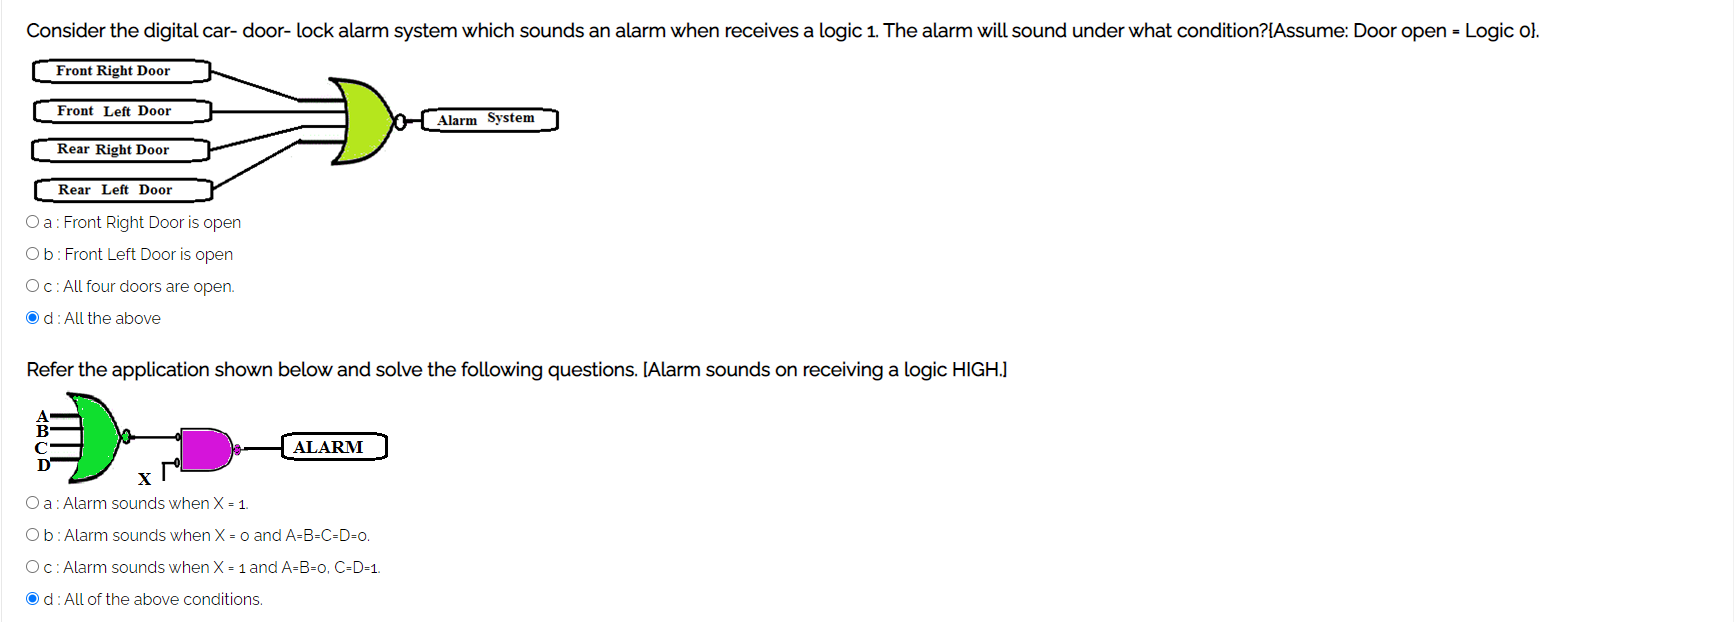 Consider the digital car- door- lock alarm system which sounds an alarm when receives a logic 1. The alarm will sound under what condition?[Assume: Door open = Logic 0].
Front Right Door
Front Left Door
Rear Right Door
Rear Left Door
Alarm System
a : Front Right Door is open
b : Front Left Door is open
c : All four doors are open.
d : All the above
Refer the application shown below and solve the following questions. [Alarm sounds on receiving a logic HIGH.]
A
B
C
D
X
ALARM
a : Alarm sounds when X = 1.
b : Alarm sounds when X = 0 and A=B=C=D=0.
c : Alarm sounds when X = 1 and A=B=0, C=D=1.
d : All of the above conditions.